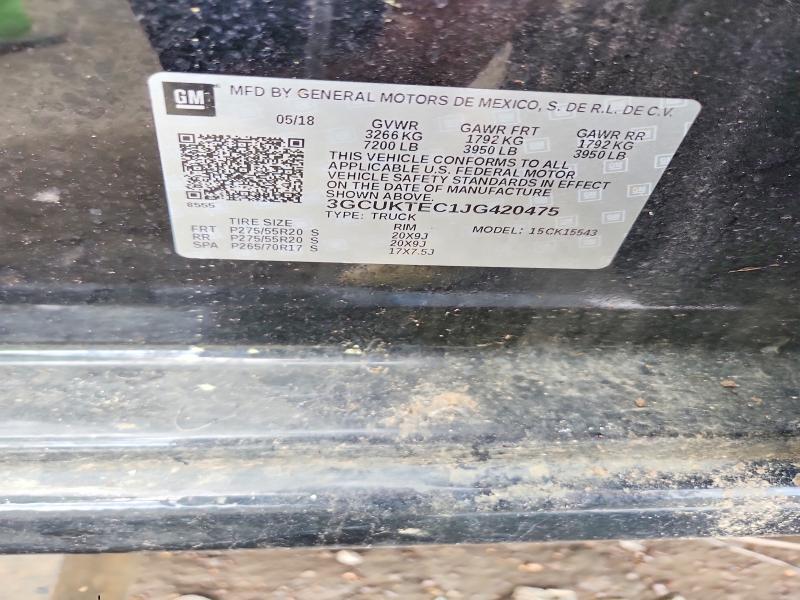 GM MFD BY GENERAL MOTORS DE MEXICO, S. DE R.L. DE C.V.
05/18 GVWR GAWR FRT GAWR RR
3266 KG 1792 KG 1792 KG
7200 LB 3950 LB 3950 LB
THIS VEHICLE CONFORMS TO ALL
APPLICABLE U.S. FEDERAL MOTOR
VEHICLE SAFETY STANDARDS IN EFFECT
ON THE DATE OF MANUFACTURE
SHOWN ABOVE.
8555 3GCUKTEC1JG420475
TYPE: TRUCK
TIRE SIZE RIM MODEL: 15CK15543
FRT P275/55R20 S 20X9J
RR P275/55R20 S 20X9J
SPA P265/70R17 S 17X7.5J